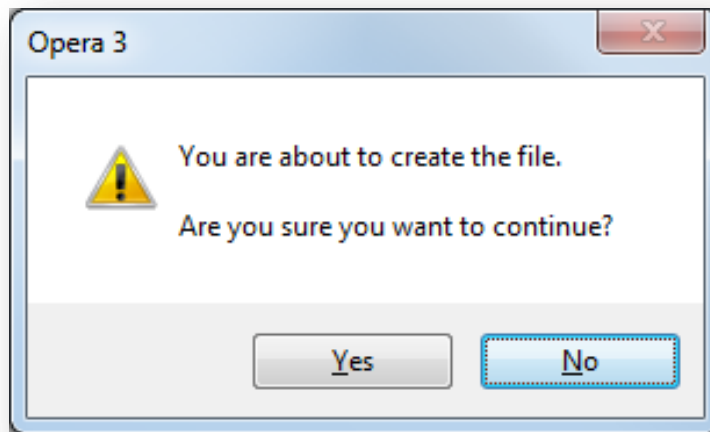 Opera 3
You are about to create the file.
Are you sure you want to continue?
Yes
No